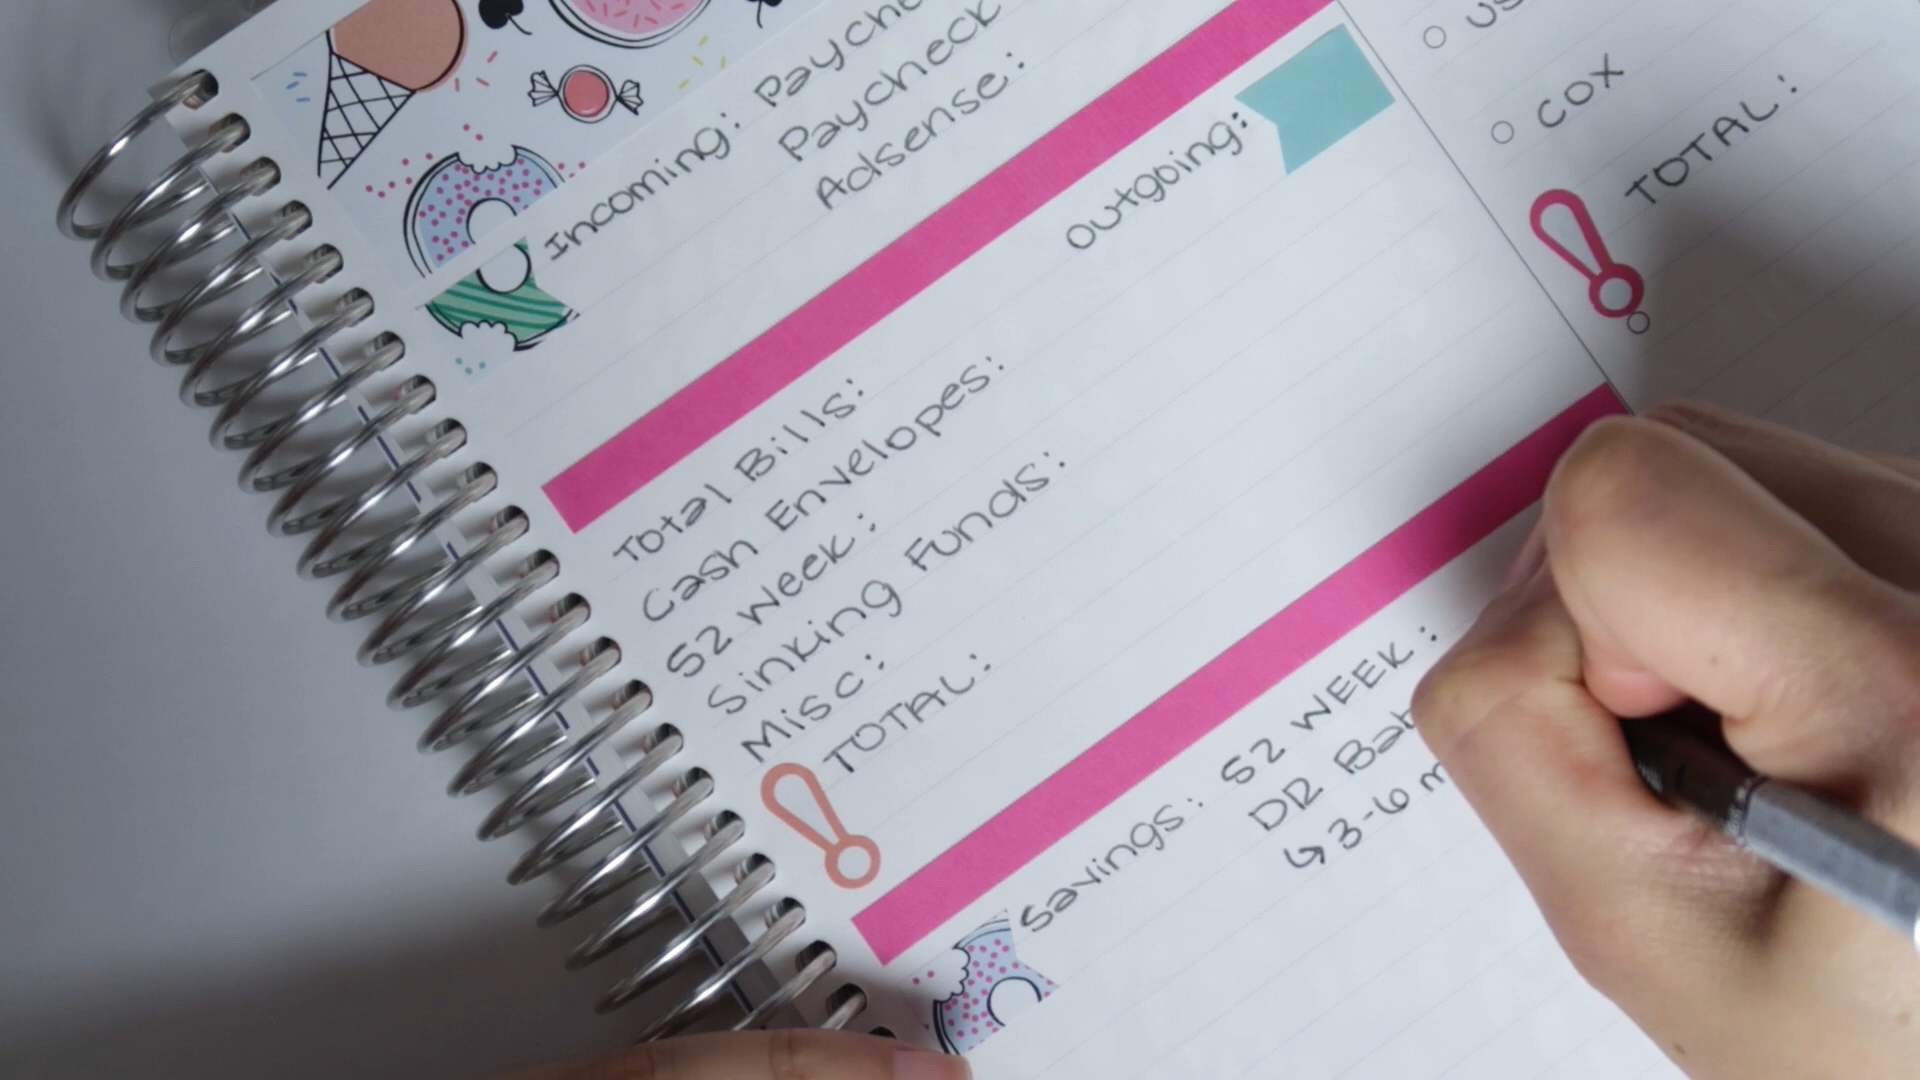 Incoming: Paycheck
Paycheck
Adsense:
Outgoing:
Total Bills:
Cash Envelopes:
52 Week:
Sinking Funds:
Misc:
TOTAL:
Savings: 52 WEEK:
DR
↳ 3-6
COX
TOTAL: